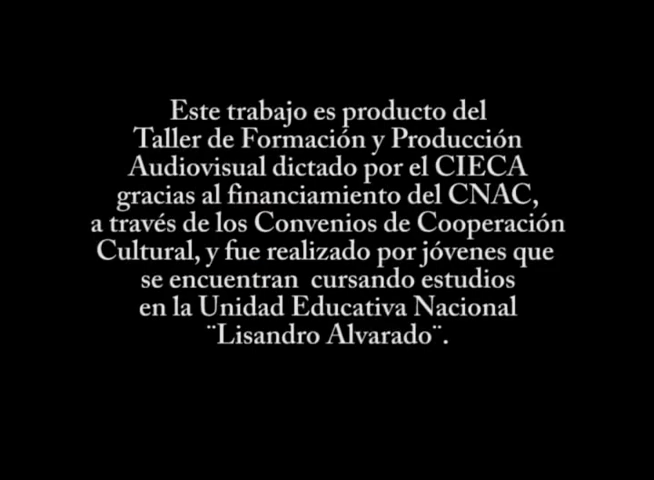 Este trabajo es producto del
Taller de Formación y Producción
Audiovisual dictado por el CIECA
gracias al financiamiento del CNAC,
a través de los Convenios de Cooperación
Cultural, y fue realizado por jóvenes que
se encuentran  cursando estudios
en la Unidad Educativa Nacional
¨Lisandro Alvarado¨.